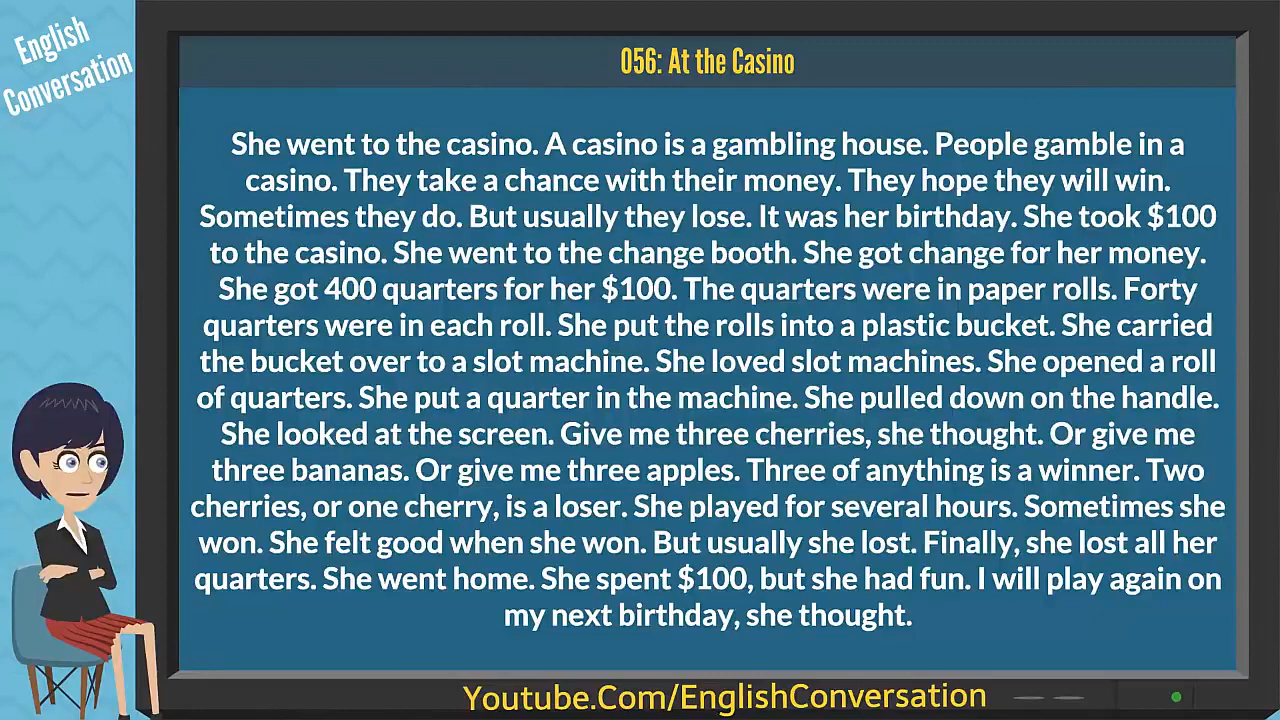 English
Conversation
056: At the Casino
She went to the casino. A casino is a gambling house. People gamble in a
casino. They take a chance with their money. They hope they will win.
Sometimes they do. But usually they lose. It was her birthday. She took $100
to the casino. She went to the change booth. She got change for her money.
She got 400 quarters for her $100. The quarters were in paper rolls. Forty
quarters were in each roll. She put the rolls into a plastic bucket. She carried
the bucket over to a slot machine. She loved slot machines. She opened a roll
of quarters. She put a quarter in the machine. She pulled down on the handle.
She looked at the screen. Give me three cherries, she thought. Or give me
three bananas. Or give me three apples. Three of anything is a winner. Two
cherries, or one cherry, is a loser. She played for several hours. Sometimes she
won. She felt good when she won. But usually she lost. Finally, she lost all her
quarters. She went home. She spent $100, but she had fun. I will play again on
my next birthday, she thought.
Youtube.Com/EnglishConversation